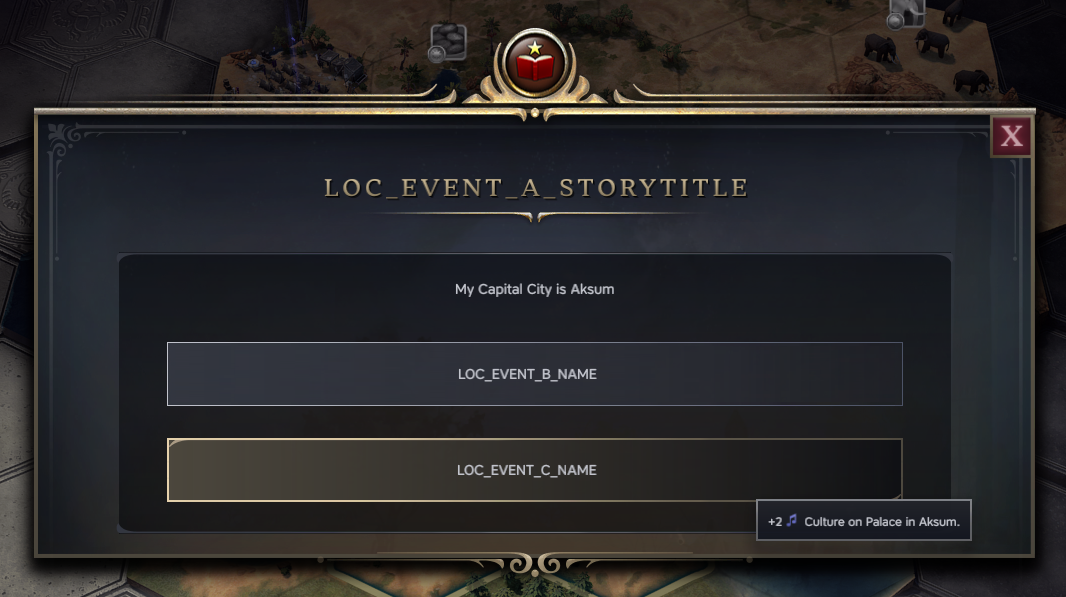 X
LOC_EVENT_A_STORYTITLE
My Capital City is Aksum
LOC_EVENT_B_NAME
LOC_EVENT_C_NAME
+2 Culture on Palace in Aksum.